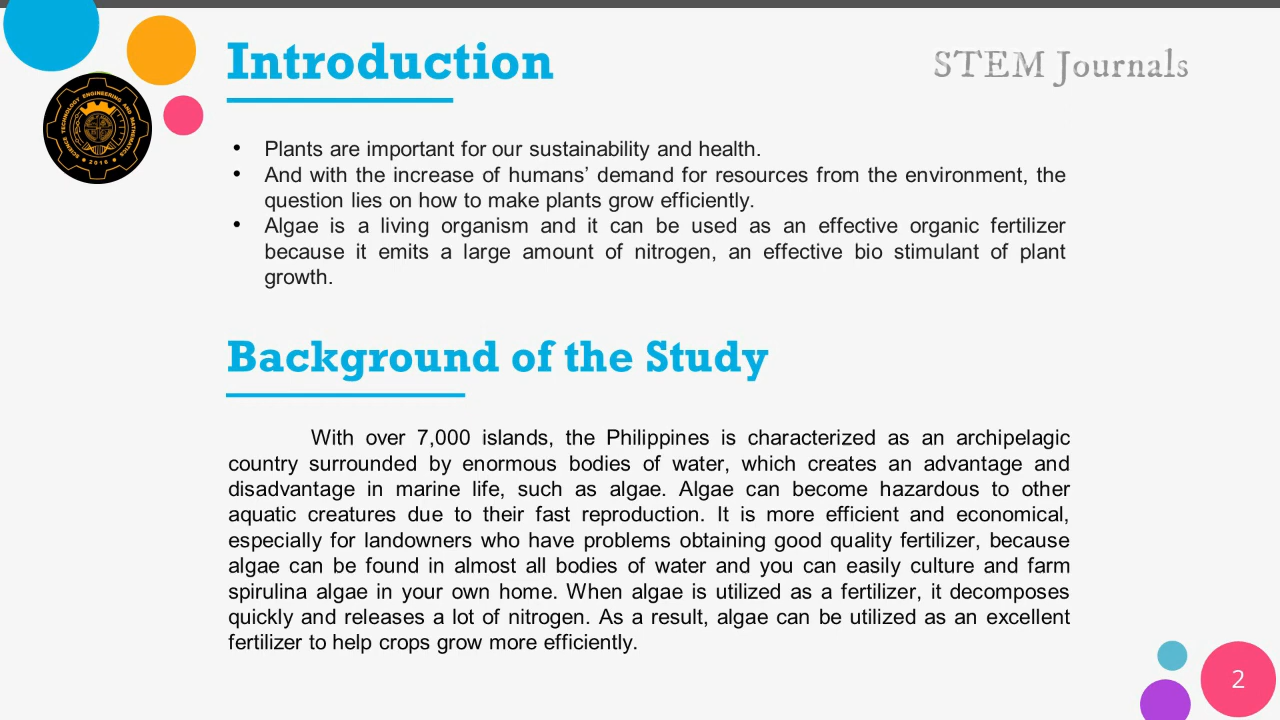 Introduction
STEM Journals
SCIENCE TECHNOLOGY ENGINEERING AND MATHEMATICS
2016
• Plants are important for our sustainability and health.
• And with the increase of humans’ demand for resources from the environment, the
question lies on how to make plants grow efficiently.
• Algae is a living organism and it can be used as an effective organic fertilizer
because it emits a large amount of nitrogen, an effective bio stimulant of plant
growth.
Background of the Study
With over 7,000 islands, the Philippines is characterized as an archipelagic
country surrounded by enormous bodies of water, which creates an advantage and
disadvantage in marine life, such as algae. Algae can become hazardous to other
aquatic creatures due to their fast reproduction. It is more efficient and economical,
especially for landowners who have problems obtaining good quality fertilizer, because
algae can be found in almost all bodies of water and you can easily culture and farm
spirulina algae in your own home. When algae is utilized as a fertilizer, it decomposes
quickly and releases a lot of nitrogen. As a result, algae can be utilized as an excellent
fertilizer to help crops grow more efficiently.
2